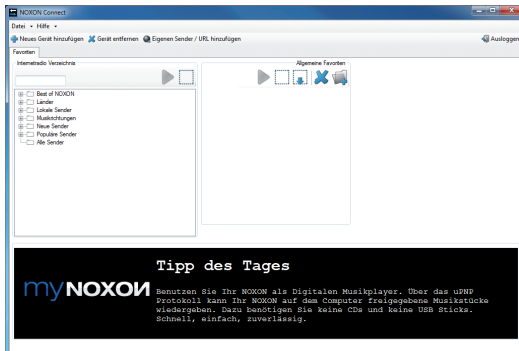 NOXON Connect
Datei Hilfe
Neues Gerät hinzufügen Gerät entfernen Eigenen Sender / URL hinzufügen Ausloggen
Favoriten
Internetradio Verzeichnis Allgemeine Favoriten
Best of NOXON
Länder
Lokale Sender
Musikrichtungen
Neue Sender
Populäre Sender
Alle Sender
Tipp des Tages
myNOXON
Benutzen Sie Ihr NOXON als Digitalen Musikplayer. Über das uPNP
Protokoll kann Ihr NOXON auf dem Computer freigegebene Musikstücke
wiedergeben. Dazu benötigen Sie keine CDs und keine USB Sticks.
Schnell, einfach, zuverlässig.